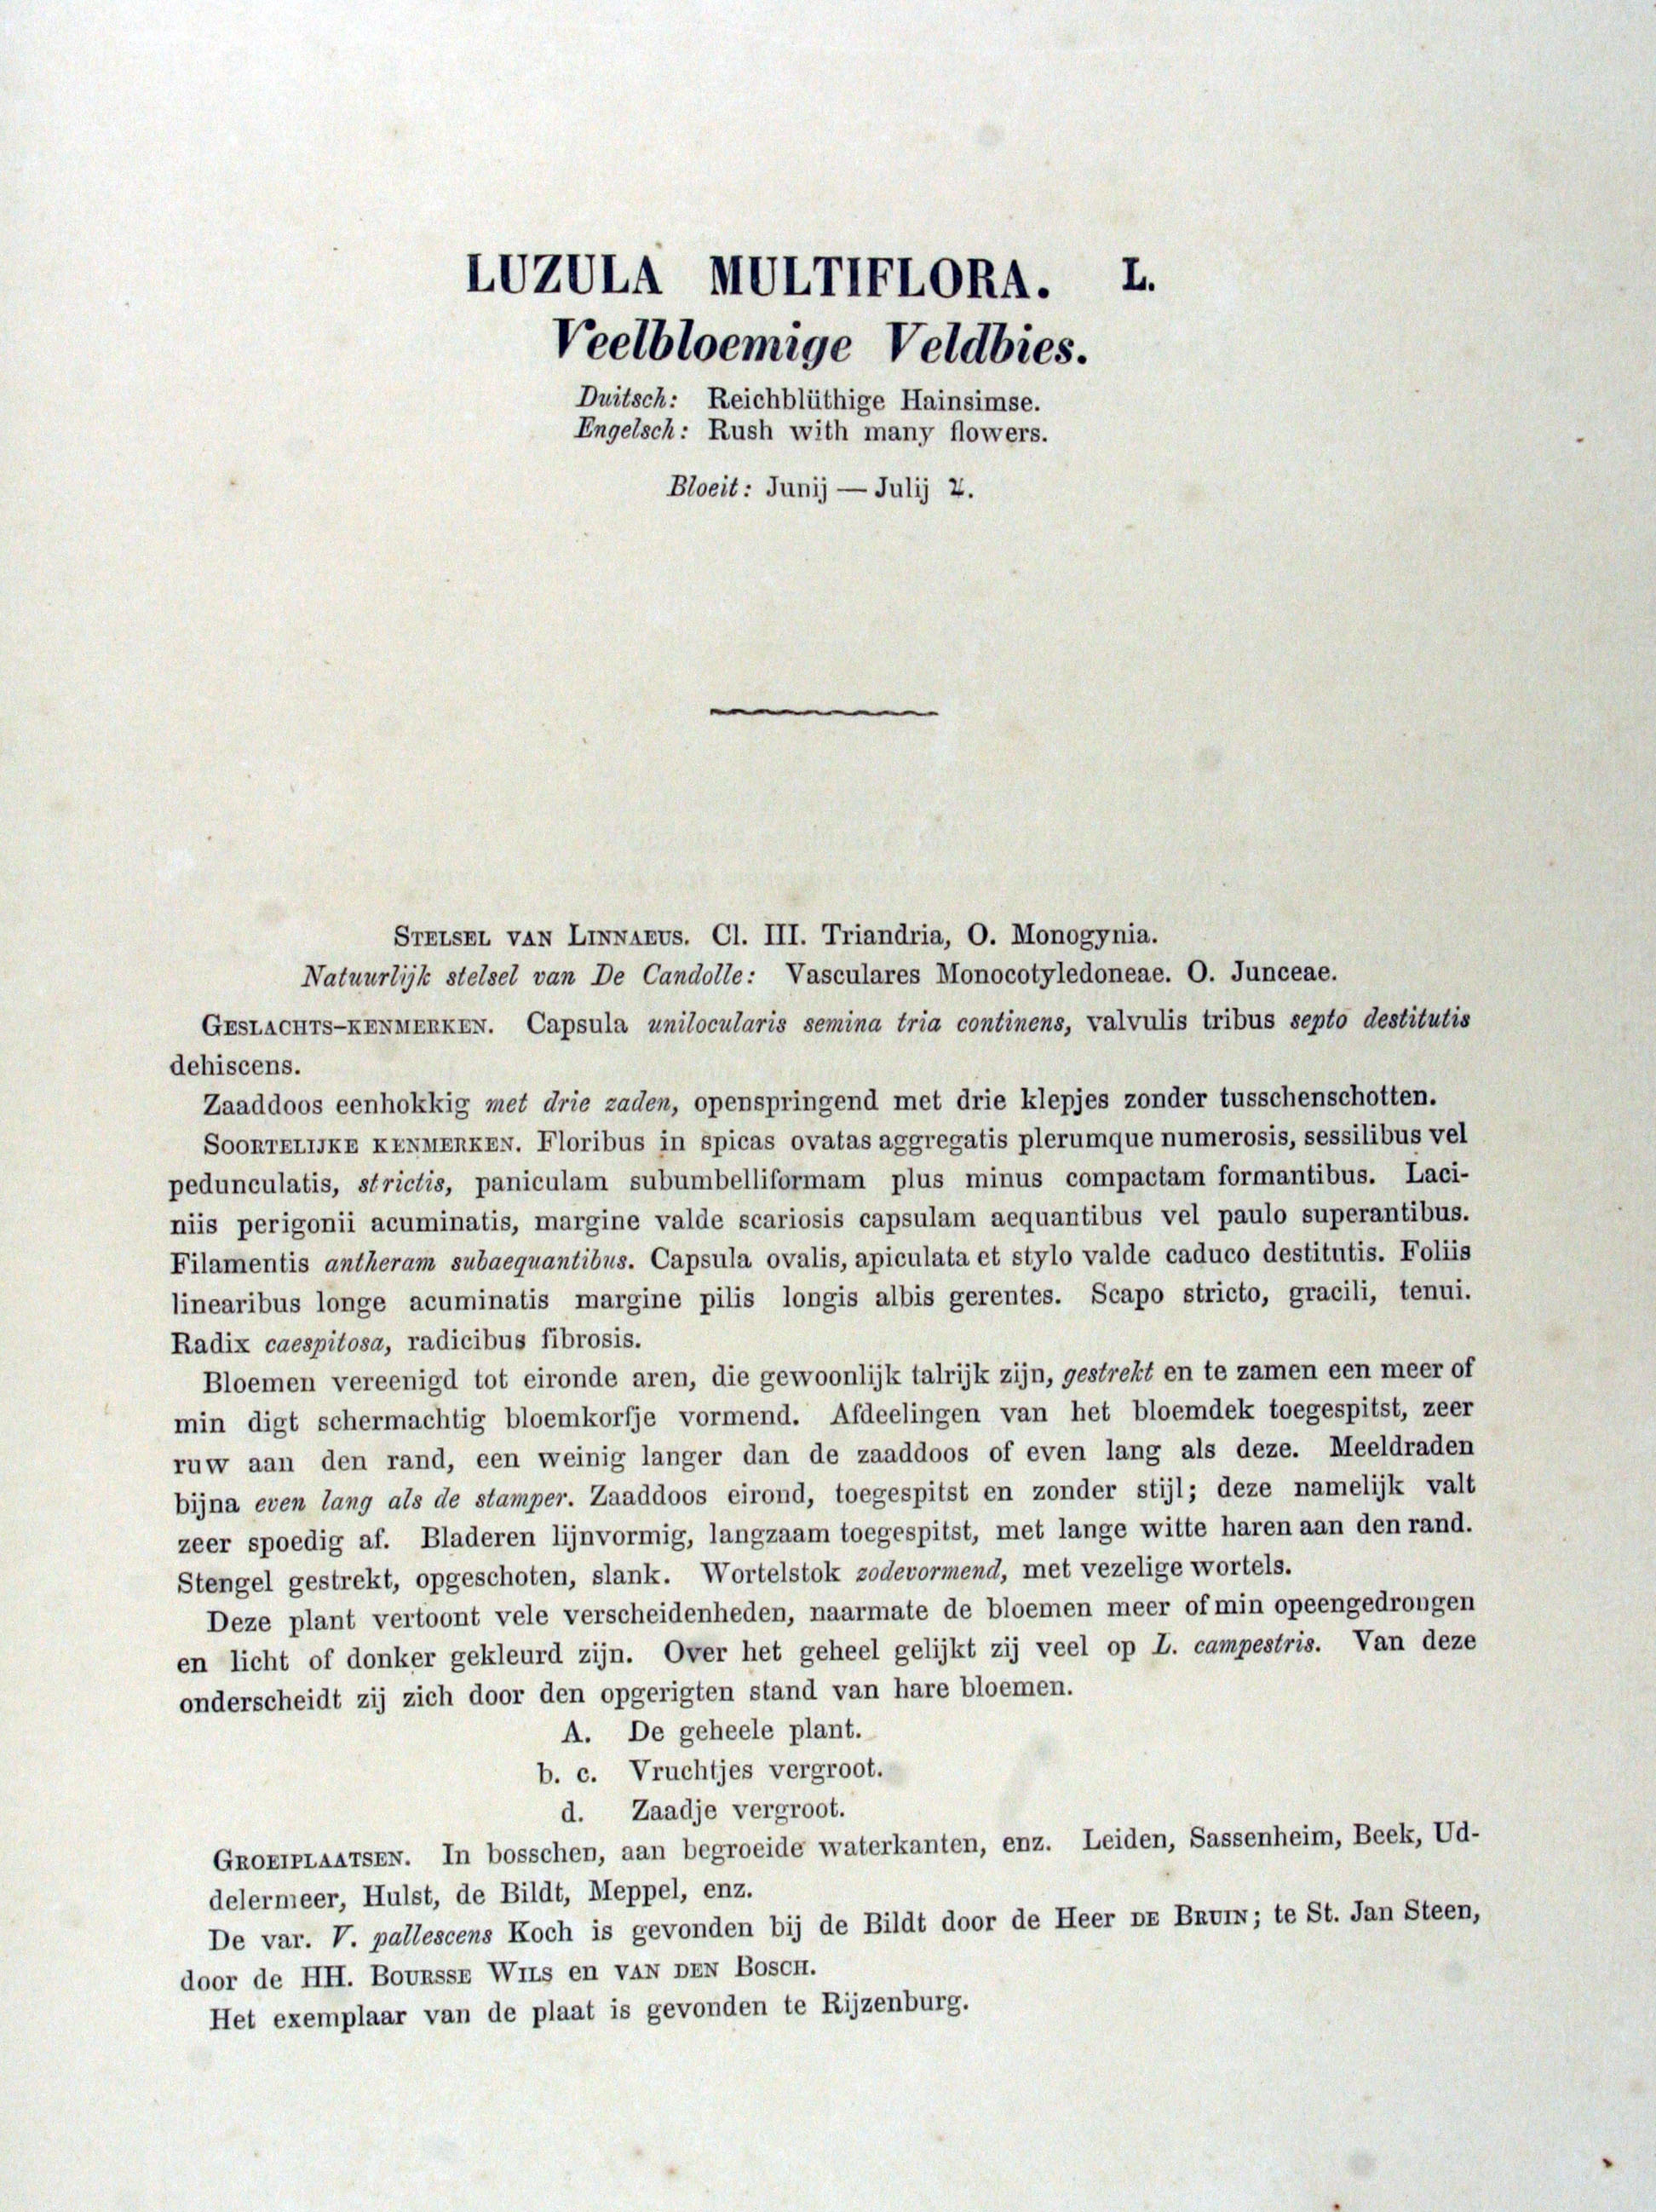 LUZULA MULTIFLORA. L.
Veelbloemige Veldbies.
Duitsch: Reichblüthige Hainsimse.
Engelsch: Rush with many flowers.
Bloeit: Junij — Julij ♃.
Stelsel van Linnaeus. Cl. III. Triandria, O. Monogynia.
Natuurlijk stelsel van De Candolle: Vasculares Monocotyledoneae. O. Junceae.
Geslachts-kenmerken. Capsula unilocularis semina tria continens, valvulis tribus septo destitutis
dehiscens.
Zaaddoos eenhokkig met drie zaden, openspringend met drie klepjes zonder tusschenschotten.
Soortelijke kenmerken. Floribus in spicas ovatas aggregatis plerumque numerosis, sessilibus vel
pedunculatis, strictis, paniculam subumbelliformam plus minus compactam formantibus. Laci-
niis perigonii acuminatis, margine valde scariosis capsulam aequantibus vel paulo superantibus.
Filamentis antheram subaequantibus. Capsula ovalis, apiculata et stylo valde caduco destitutis. Foliis
linearibus longe acuminatis margine pilis longis albis gerentes. Scapo stricto, gracili, tenui.
Radix caespitosa, radicibus fibrosis.
Bloemen vereenigd tot eironde aren, die gewoonlijk talrijk zijn, gestrekt en te zamen een meer of
min digt schermachtig bloemkorfje vormend. Afdeelingen van het bloemdek toegespitst, zeer
ruw aan den rand, een weinig langer dan de zaaddoos of even lang als deze. Meeldraden
bijna even lang als de stamper. Zaaddoos eirond, toegespitst en zonder stijl; deze namelijk valt
zeer spoedig af. Bladeren lijnvormig, langzaam toegespitst, met lange witte haren aan den rand.
Stengel gestrekt, opgeschoten, slank. Wortelstok zodevormend, met vezelige wortels.
Deze plant vertoont vele verscheidenheden, naarmate de bloemen meer of min opeengedrongen
en licht of donker gekleurd zijn. Over het geheel gelijkt zij veel op L. campestris. Van deze
onderscheidt zij zich door den opgerigten stand van hare bloemen.
A. De geheele plant.
b. c. Vruchtjes vergroot.
d. Zaadje vergroot.
Groeiplaatsen. In bosschen, aan begroeide waterkanten, enz. Leiden, Sassenheim, Beek, Ud-
delermeer, Hulst, de Bildt, Meppel, enz.
De var. V. pallescens Koch is gevonden bij de Bildt door de Heer de Bruin; te St. Jan Steen,
door de HH. Boursse Wils en van den Bosch.
Het exemplaar van de plaat is gevonden te Rijzenburg.